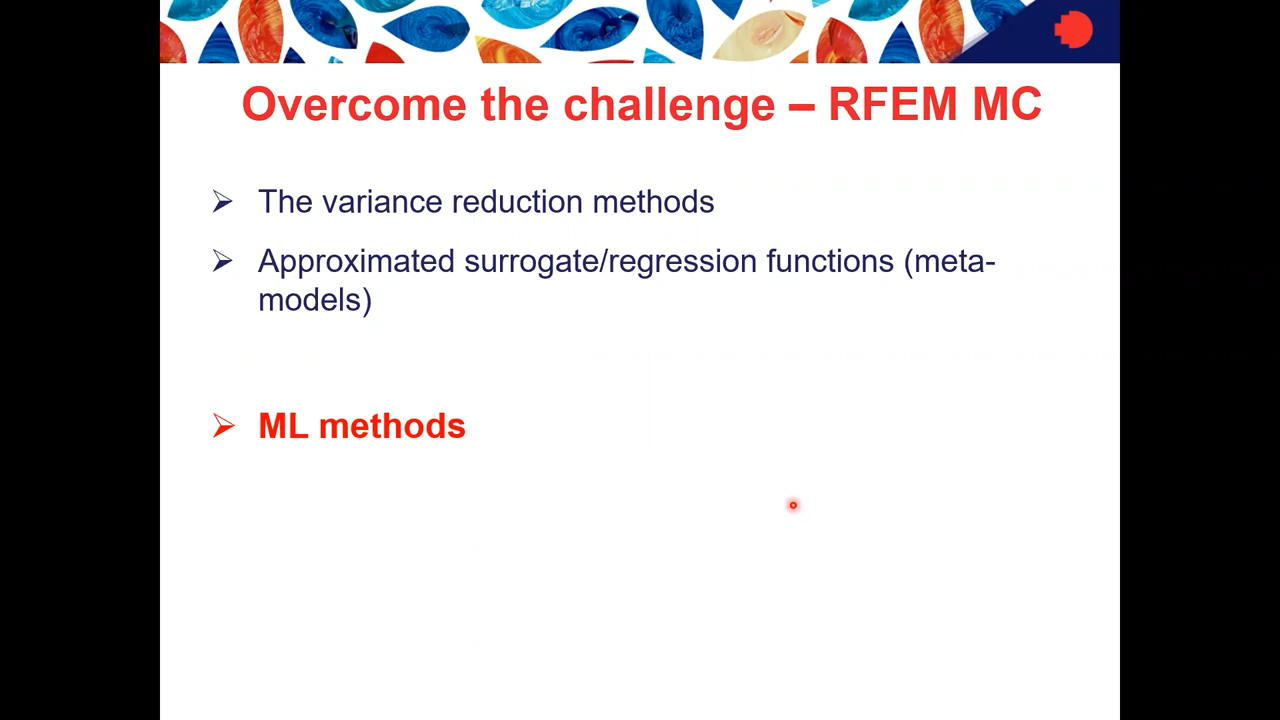 Overcome the challenge – RFEM MC
The variance reduction methods
Approximated surrogate/regression functions (meta-
models)
ML methods